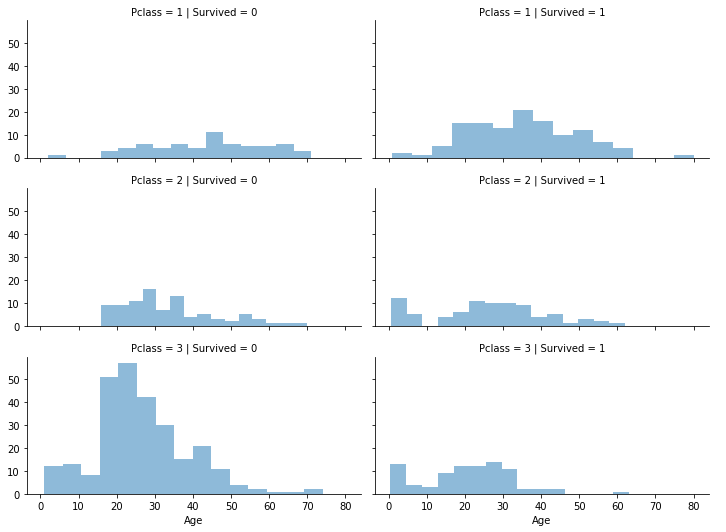 Pclass = 1 | Survived = 0
Pclass = 1 | Survived = 1
50
40
30
20
10
0
Pclass = 2 | Survived = 0
Pclass = 2 | Survived = 1
50
40
30
20
10
0
Pclass = 3 | Survived = 0
Pclass = 3 | Survived = 1
50
40
30
20
10
0
0 10 20 30 40 50 60 70 80
0 10 20 30 40 50 60 70 80
Age
Age